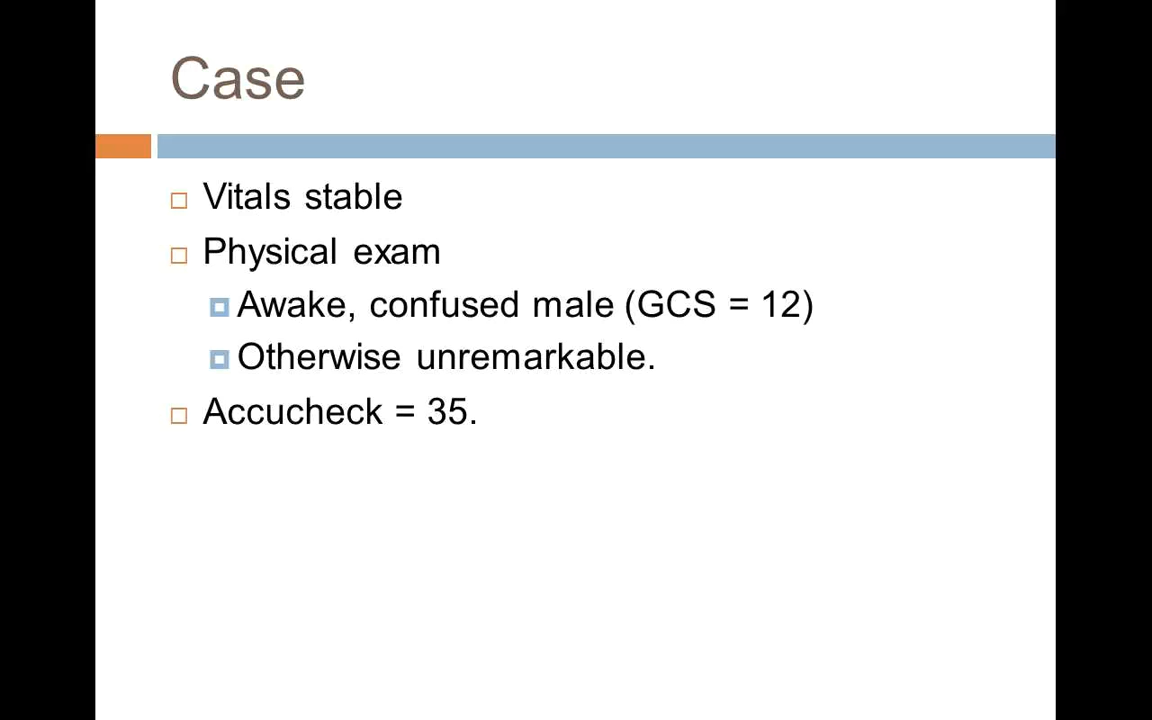 Case
Vitals stable
Physical exam
Awake, confused male (GCS = 12)
Otherwise unremarkable.
Accucheck = 35.